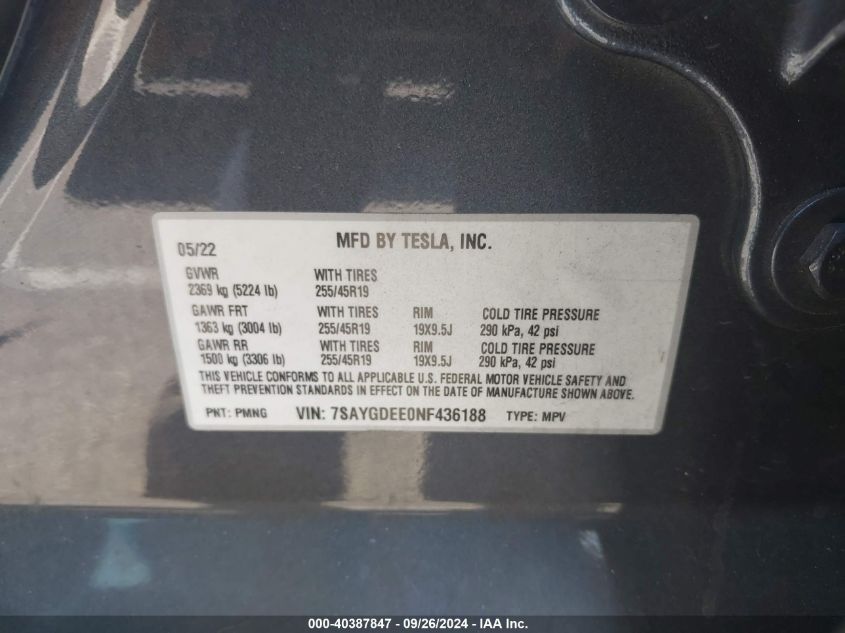 05/22 MFD BY TESLA, INC.
GVWR WITH TIRES
2369 kg (5224 lb) 255/45R19
GAWR FRT WITH TIRES RIM COLD TIRE PRESSURE
1363 kg (3004 lb) 255/45R19 19X9.5J 290 kPa, 42 psi
GAWR RR WITH TIRES RIM COLD TIRE PRESSURE
1500 kg (3306 lb) 255/45R19 19X9.5J 290 kPa, 42 psi
THIS VEHICLE CONFORMS TO ALL APPLICABLE U.S. FEDERAL MOTOR VEHICLE SAFETY AND
THEFT PREVENTION STANDARDS IN EFFECT ON THE DATE OF MANUFACTURE SHOWN ABOVE.
PNT: PMNG VIN: 7SAYGDEE0NF436188 TYPE: MPV
000-40387847 - 09/26/2024 - IAA Inc.